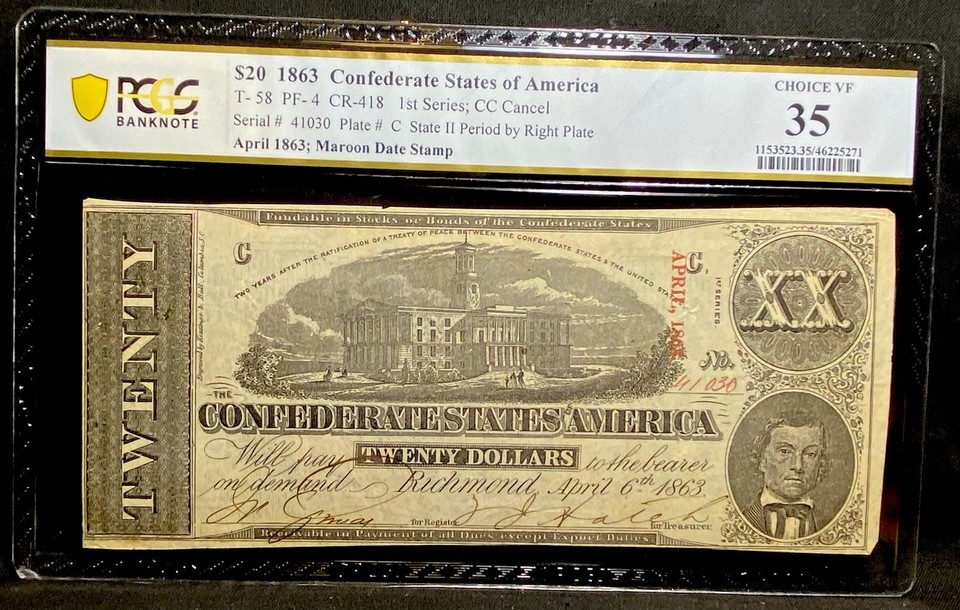 PCGS
BANKNOTE
$20 1863 Confederate States of America
T- 58 PF- 4 CR-418 1st Series; CC Cancel
Serial # 41030 Plate # C State II Period by Right Plate
April 1863; Maroon Date Stamp
CHOICE VF
35
1153523.35/46225271
Fundable in Stocks or Bonds of the Confederate States
TWO YEARS AFTER THE RATIFICATION OF A TREATY OF PEACE BETWEEN THE CONFEDERATE STATES & THE UNITED STATES
C
C.
APRIL, 1863
1st SERIES.
XX
No.
41030
TWENTY
THE
CONFEDERATE STATES AMERICA
Will pay TWENTY DOLLARS to the bearer
on demand Richmond, April 6th 1863.
for Register
for Treasurer
Receivable in Payment of all Dues except Export Duties.